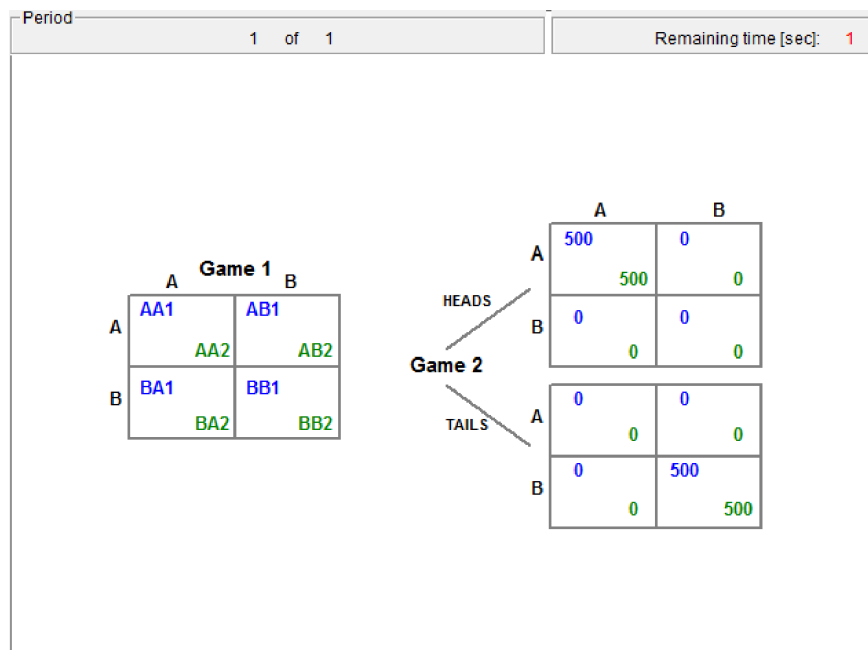 Period
1 of 1
Remaining time [sec]: 1
Game 1
A B
A AA1 AB1
AA2 AB2
B BA1 BB1
BA2 BB2
Game 2
HEADS
A B
A 500 0
500 0
B 0 0
0 0
TAILS
A 0 0
0 0
B 0 500
0 500